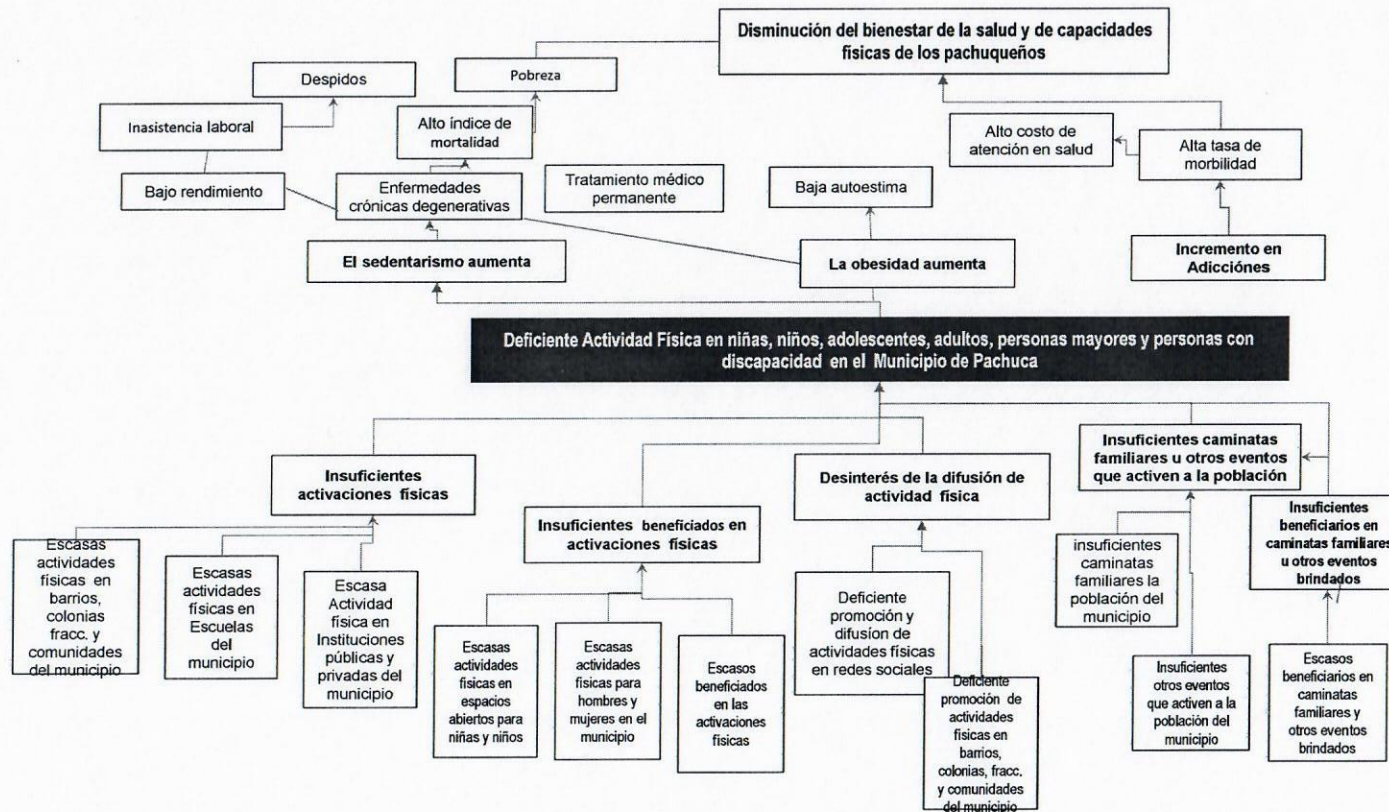 Disminución del bienestar de la salud y de capacidades
físicas de los pachuqueños
Despidos
Pobreza
Inasistencia laboral
Alto índice de
mortalidad
Alto costo de
atención en salud
Alta tasa de
morbilidad
Bajo rendimiento
Enfermedades
crónicas degenerativas
Tratamiento médico
permanente
Baja autoestima
El sedentarismo aumenta
La obesidad aumenta
Incremento en
Adicciónes
Deficiente Actividad Física en niñas, niños, adolescentes, adultos, personas mayores y personas con
discapacidad en el Municipio de Pachuca
Insuficientes
activaciones físicas
Insuficientes beneficiados en
activaciones físicas
Desinterés de la difusión de
actividad física
Insuficientes caminatas
familiares u otros eventos
que activen a la población
Insuficientes
beneficiarios en
caminatas familiares
u otros eventos
brindados
Escasas
actividades
físicas en
barrios,
colonias
fracc. y
comunidades
del municipio
Escasas
actividades
físicas en
Escuelas
del
municipio
Escasa
Actividad
física en
Instituciones
públicas y
privadas del
municipio
Escasas
actividades
físicas en
espacios
abiertos para
niñas y niños
Escasas
actividades
físicas para
hombres y
mujeres en el
municipio
Escasos
beneficiados
en las
activaciones
físicas
Deficiente
promoción y
difusíon de
actividades físicas
en redes sociales
Deficiente
promoción de
actividades
físicas en
barrios,
colonias, fracc.
y comunidades
del municipio
insuficientes
caminatas
familiares la
población del
municipio
Insuficientes
otros eventos
que activen a la
población del
municipio
Escasos
beneficiarios en
caminatas
familiares y
otros eventos
brindados